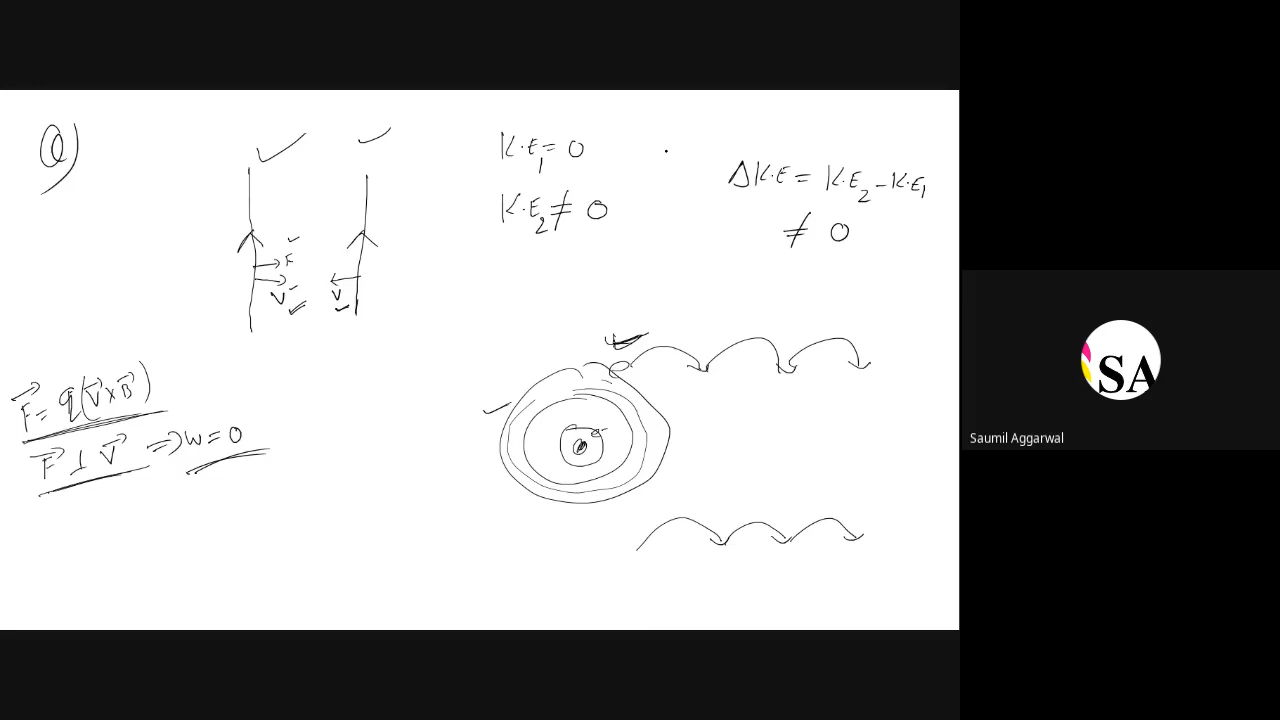 Q)
K.E₁ = 0
K.E₂ ≠ 0
ΔK.E = K.E₂ - K.E₁
≠ 0
F
V
V
F⃗ = q(V⃗×B⃗)
F⃗ ⊥ V⃗ ⇒ W = 0
SA
Saumil Aggarwal